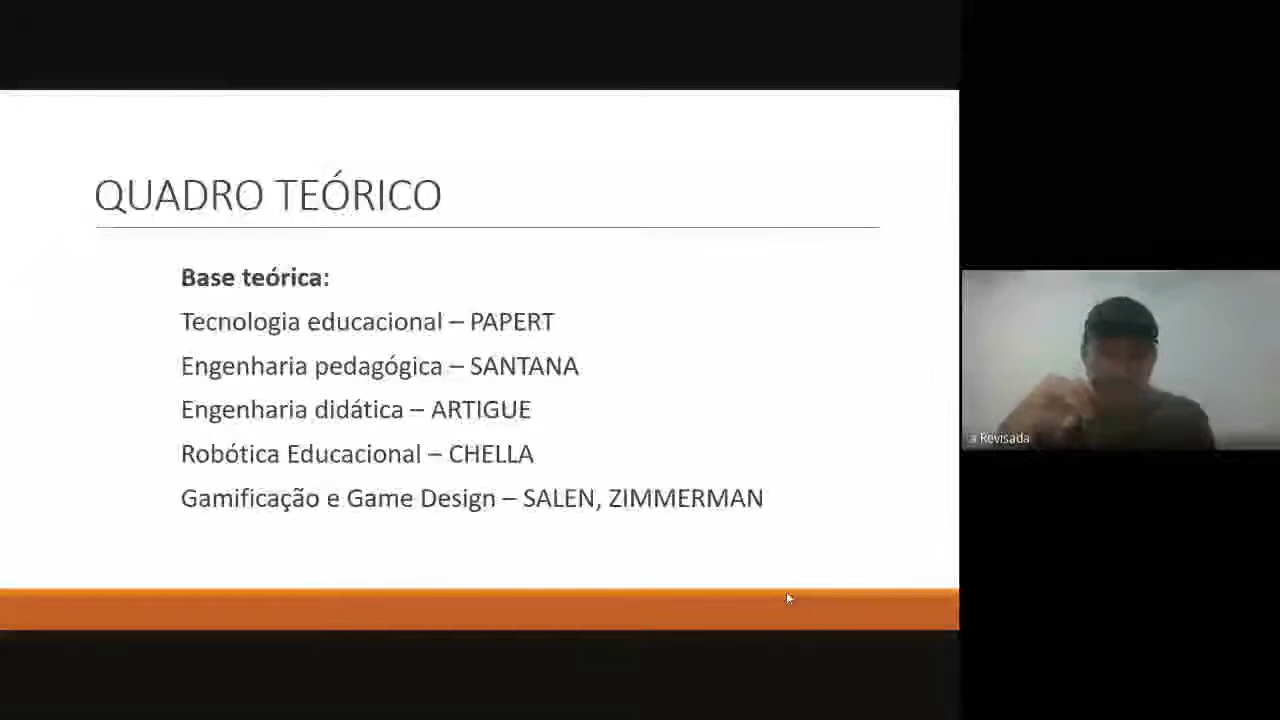 QUADRO TEÓRICO
Base teórica:
Tecnologia educacional – PAPERT
Engenharia pedagógica – SANTANA
Engenharia didática – ARTIGUE
Robótica Educacional – CHELLA
Gamificação e Game Design – SALEN, ZIMMERMAN
a Revisada